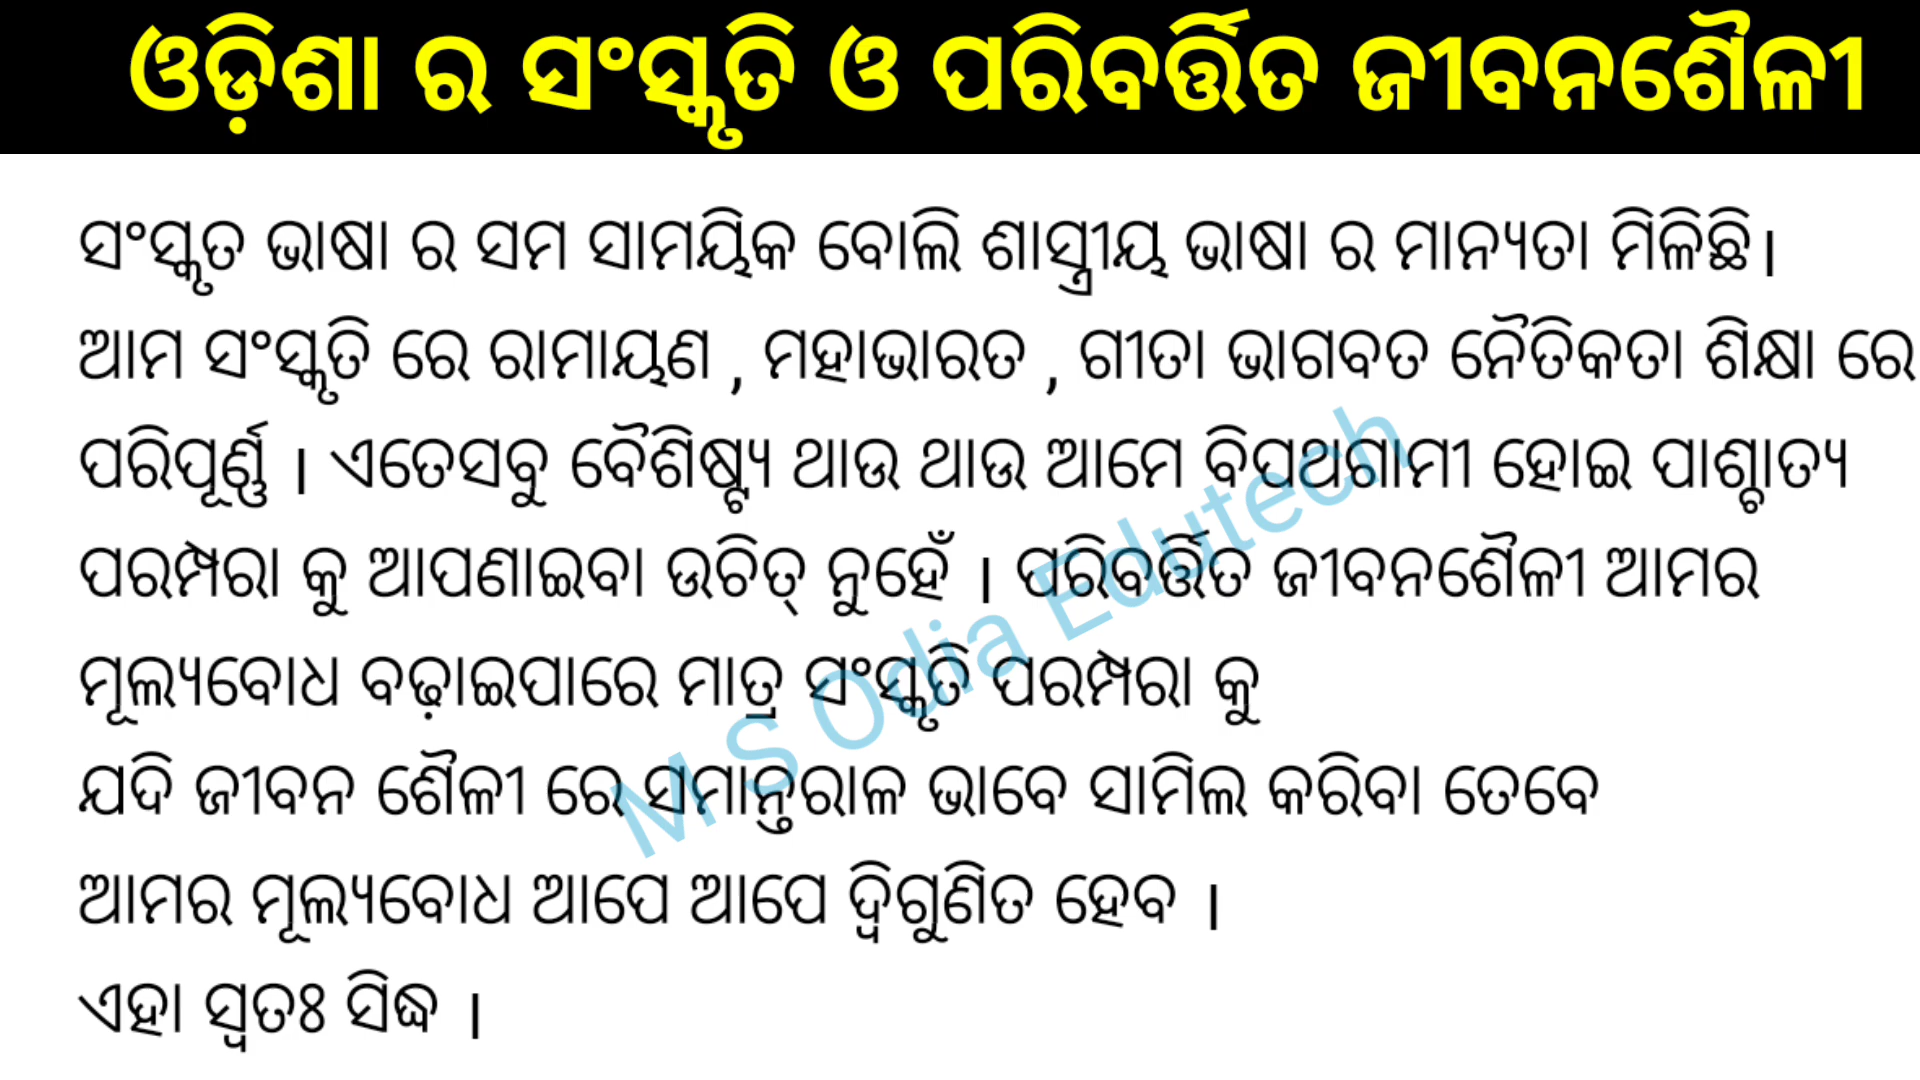 ଓଡ଼ିଶା ର ସଂସ୍କୃତି ଓ ପରିବର୍ତ୍ତିତ ଜୀବନଶୈଳୀ
ସଂସ୍କୃତ ଭାଷା ର ସମ ସାମୟିକ ବୋଲି ଶାସ୍ତ୍ରୀୟ ଭାଷା ର ମାନ୍ୟତା ମିଳିଛି।
ଆମ ସଂସ୍କୃତି ରେ ରାମାୟଣ , ମହାଭାରତ , ଗୀତା ଭାଗବତ ନୈତିକତା ଶିକ୍ଷା ରେ
ପରିପୂର୍ଣ୍ଣ । ଏତେସବୁ ବୈଶିଷ୍ଟ୍ୟ ଥାଉ ଥାଉ ଆମେ ବିପଥଗାମୀ ହୋଇ ପାଶ୍ଚାତ୍ୟ
ପରମ୍ପରା କୁ ଆପଣାଇବା ଉଚିତ୍ ନୁହେଁ । ପରିବର୍ତ୍ତିତ ଜୀବନଶୈଳୀ ଆମର
ମୂଲ୍ୟବୋଧ ବଢ଼ାଇପାରେ ମାତ୍ର ସଂସ୍କୃତି ପରମ୍ପରା କୁ
ଯଦି ଜୀବନ ଶୈଳୀ ରେ ସମାନ୍ତରାଳ ଭାବେ ସାମିଲ କରିବା ତେବେ
ଆମର ମୂଲ୍ୟବୋଧ ଆପେ ଆପେ ଦ୍ୱିଗୁଣିତ ହେବ ।
ଏହା ସ୍ୱତଃ ସିଦ୍ଧ ।
M S Odia Edutech